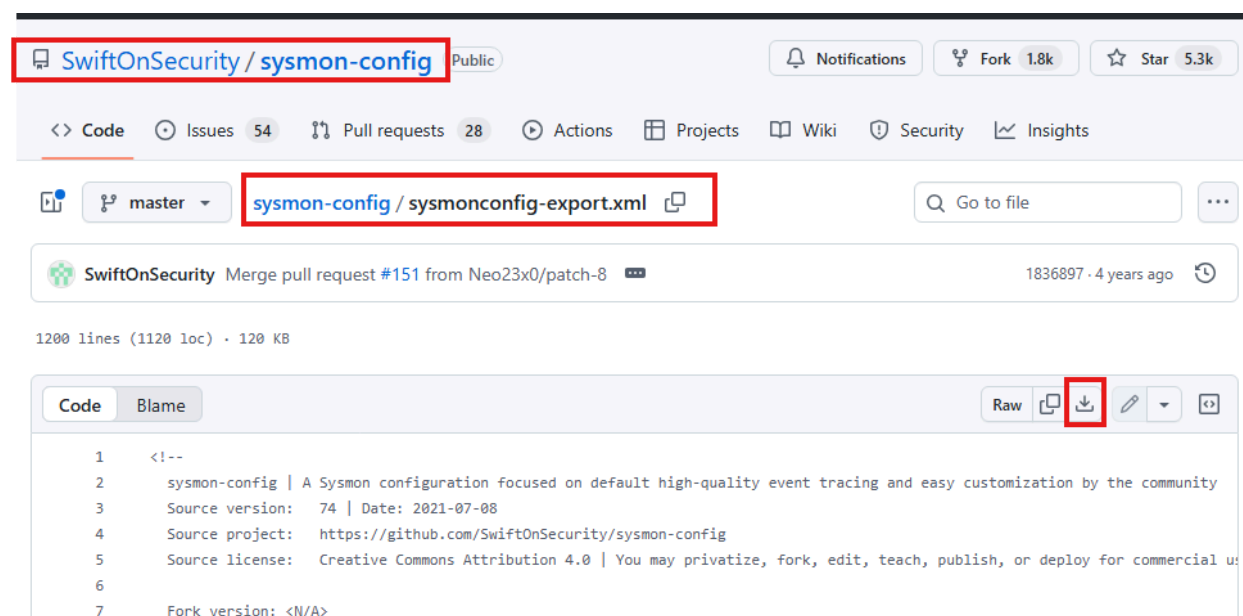 SwiftOnSecurity / sysmon-config Public Notifications Fork 1.8k Star 5.3k
Code Issues 54 Pull requests 28 Actions Projects Wiki Security Insights
master sysmon-config / sysmonconfig-export.xml Go to file
SwiftOnSecurity Merge pull request #151 from Neo23x0/patch-8 1836897 · 4 years ago
1200 lines (1120 loc) · 120 KB
Code Blame Raw
1 <!--
2 sysmon-config | A Sysmon configuration focused on default high-quality event tracing and easy customization by the community
3 Source version: 74 | Date: 2021-07-08
4 Source project: https://github.com/SwiftOnSecurity/sysmon-config
5 Source license: Creative Commons Attribution 4.0 | You may privatize, fork, edit, teach, publish, or deploy for commercial
6
7 Fork version: <N/A>